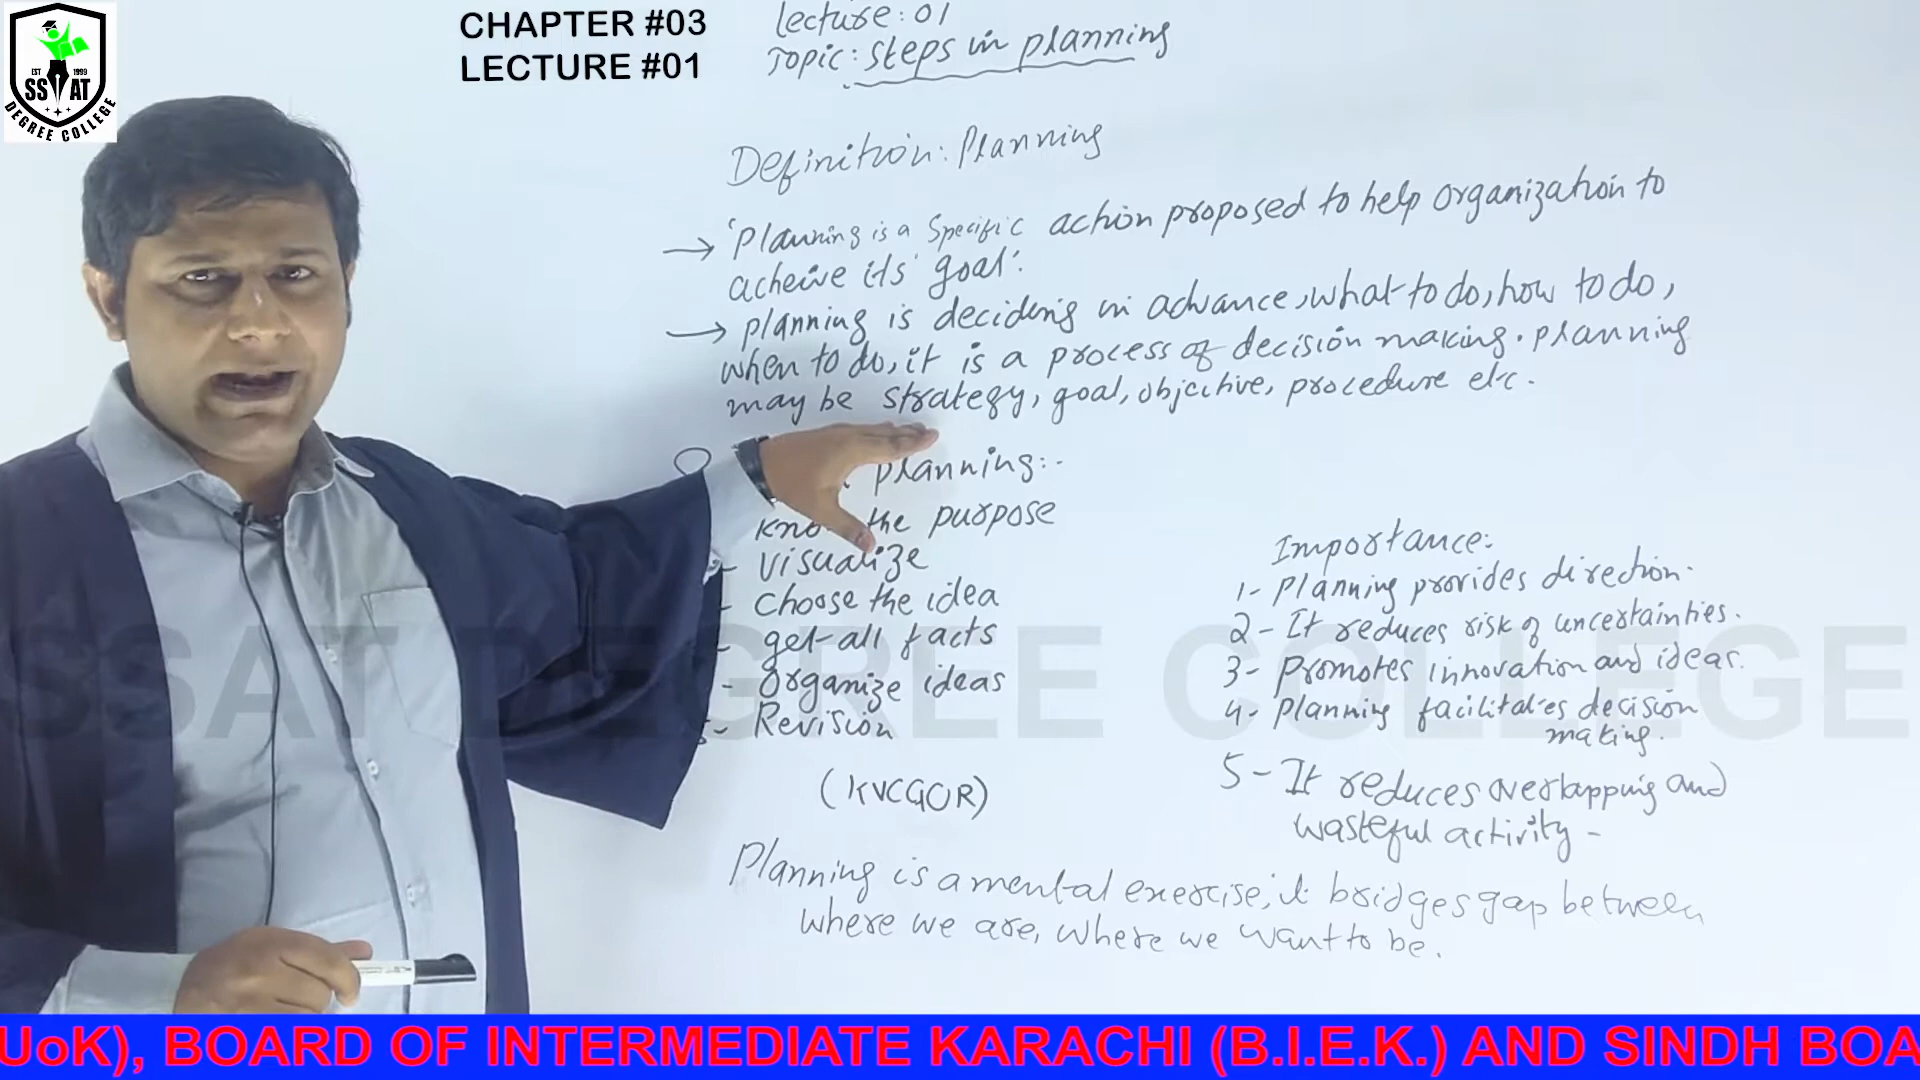 EST 1999
SSAT
DEGREE COLLEGE
CHAPTER #03
LECTURE #01
lecture: 01
Topic: steps in planning
Definition: Planning
→ 'Planning is a specific action proposed to help organization to
acheive its goal'.
→ planning is deciding in advance, what to do, how to do,
when to do, it is a process of decision making. planning
may be strategy, goal, objective, procedure etc.
planning:-
the purpose
- visualize
- choose the idea
- get all facts
- organize ideas
- Revision
(KVCGOR)
Importance:
1- Planning provides direction.
2- It reduces risk of uncertainties.
3- promotes innovation and ideas.
4- planning facilitates decision
making.
5- It reduces overlapping and
wasteful activity -
Planning is a mental exercise, it bridges gap between
where we are, where we want to be.
SSAT DEGREE COLLEGE
UoK), BOARD OF INTERMEDIATE KARACHI (B.I.E.K.) AND SINDH BOA